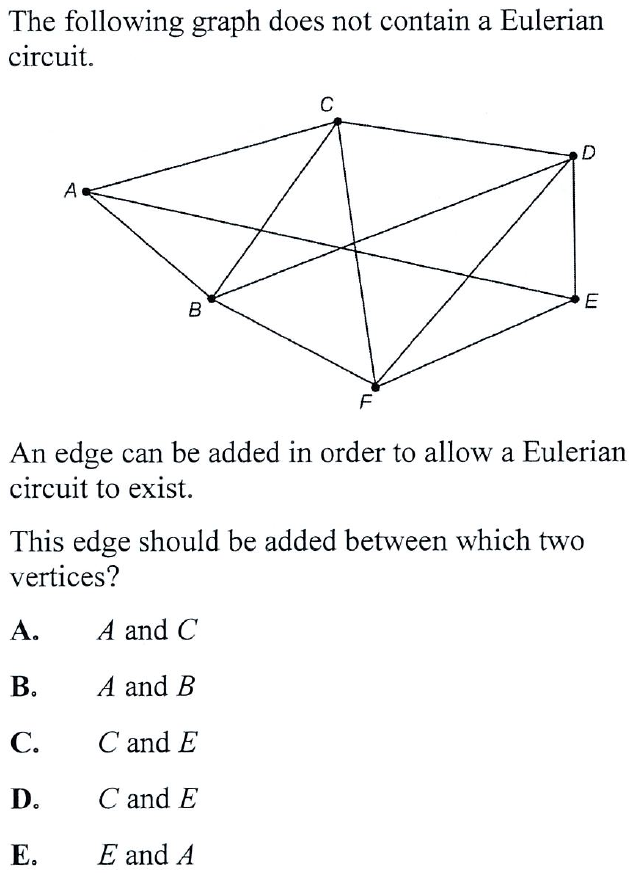 The following graph does not contain a Eulerian
circuit.
C
D
A
B
E
F
An edge can be added in order to allow a Eulerian
circuit to exist.
This edge should be added between which two
vertices?
A. A and C
B. A and B
C. C and E
D. C and E
E. E and A